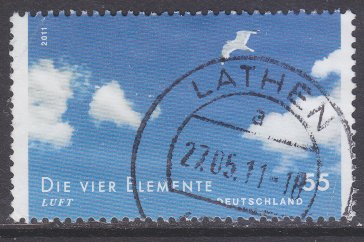 2011
LATHEN
a
27.05.11-18
DIE VIER ELEMENTE
55
LUFT
DEUTSCHLAND